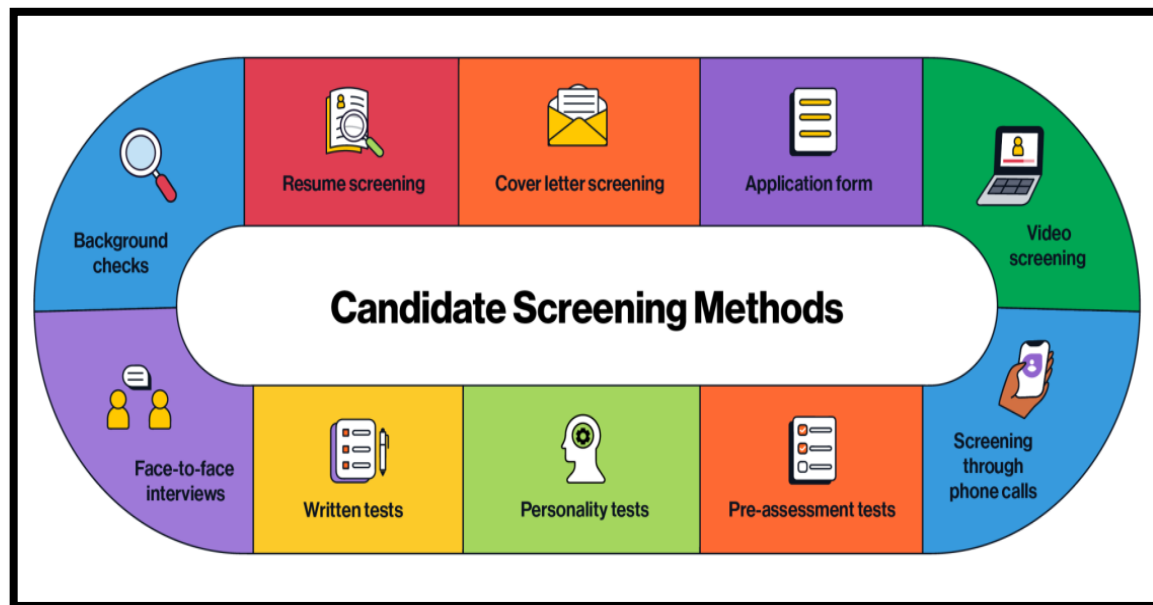 Resume screening
Cover letter screening
Application form
Video
screening
Background
checks
Candidate Screening Methods
Face-to-face
interviews
Written tests
Personality tests
Pre-assessment tests
Screening
through
phone calls